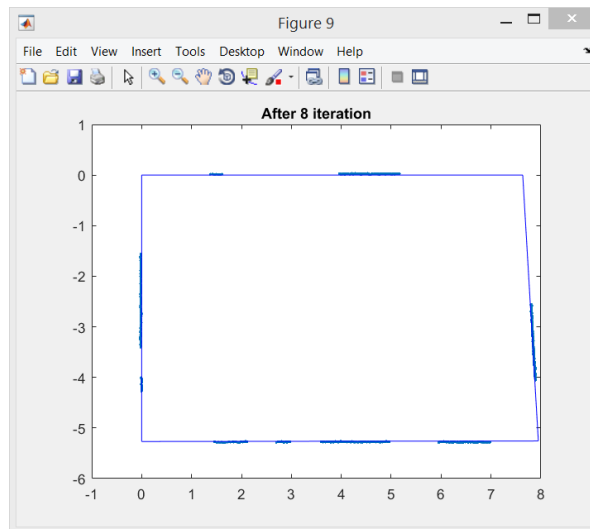 Figure 9
File Edit View Insert Tools Desktop Window Help
After 8 iteration
1
0
-1
-2
-3
-4
-5
-6
-1 0 1 2 3 4 5 6 7 8